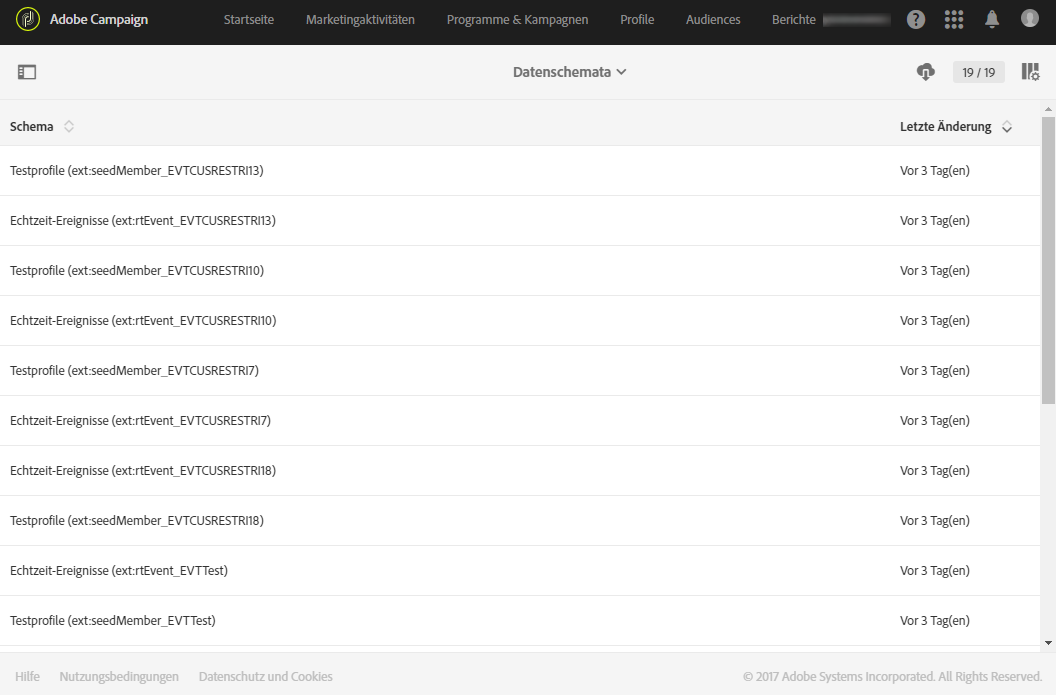 Adobe Campaign Startseite Marketingaktivitäten Programme & Kampagnen Profile Audiences Berichte
Datenschemata 19 / 19
Schema Letzte Änderung
Testprofile (ext:seedMember_EVTCUSRESTRI13) Vor 3 Tag(en)
Echtzeit-Ereignisse (ext:rtEvent_EVTCUSRESTRI13) Vor 3 Tag(en)
Testprofile (ext:seedMember_EVTCUSRESTRI10) Vor 3 Tag(en)
Echtzeit-Ereignisse (ext:rtEvent_EVTCUSRESTRI10) Vor 3 Tag(en)
Testprofile (ext:seedMember_EVTCUSRESTRI7) Vor 3 Tag(en)
Echtzeit-Ereignisse (ext:rtEvent_EVTCUSRESTRI7) Vor 3 Tag(en)
Echtzeit-Ereignisse (ext:rtEvent_EVTCUSRESTRI18) Vor 3 Tag(en)
Testprofile (ext:seedMember_EVTCUSRESTRI18) Vor 3 Tag(en)
Echtzeit-Ereignisse (ext:rtEvent_EVTTest) Vor 3 Tag(en)
Testprofile (ext:seedMember_EVTTest) Vor 3 Tag(en)
Hilfe Nutzungsbedingungen Datenschutz und Cookies © 2017 Adobe Systems Incorporated. All Rights Reserved.